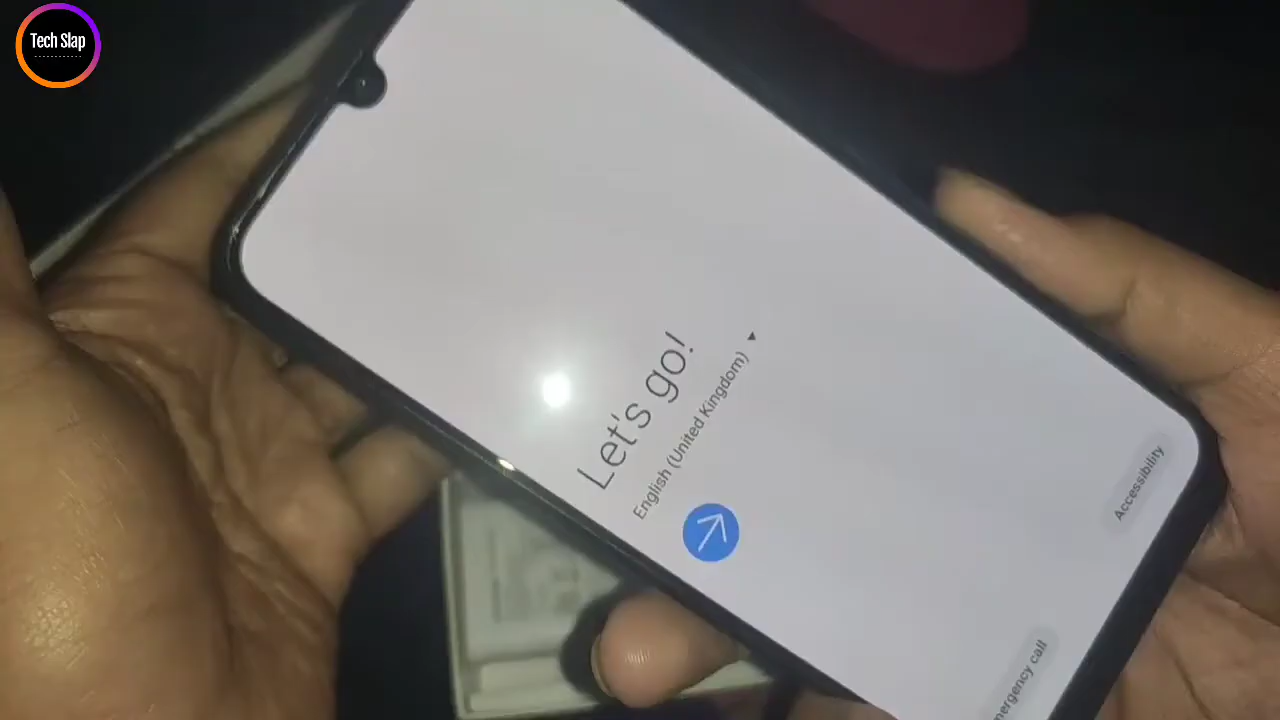 Tech Slap
Let's go!
English (United Kingdom)
Accessibility
mergency call